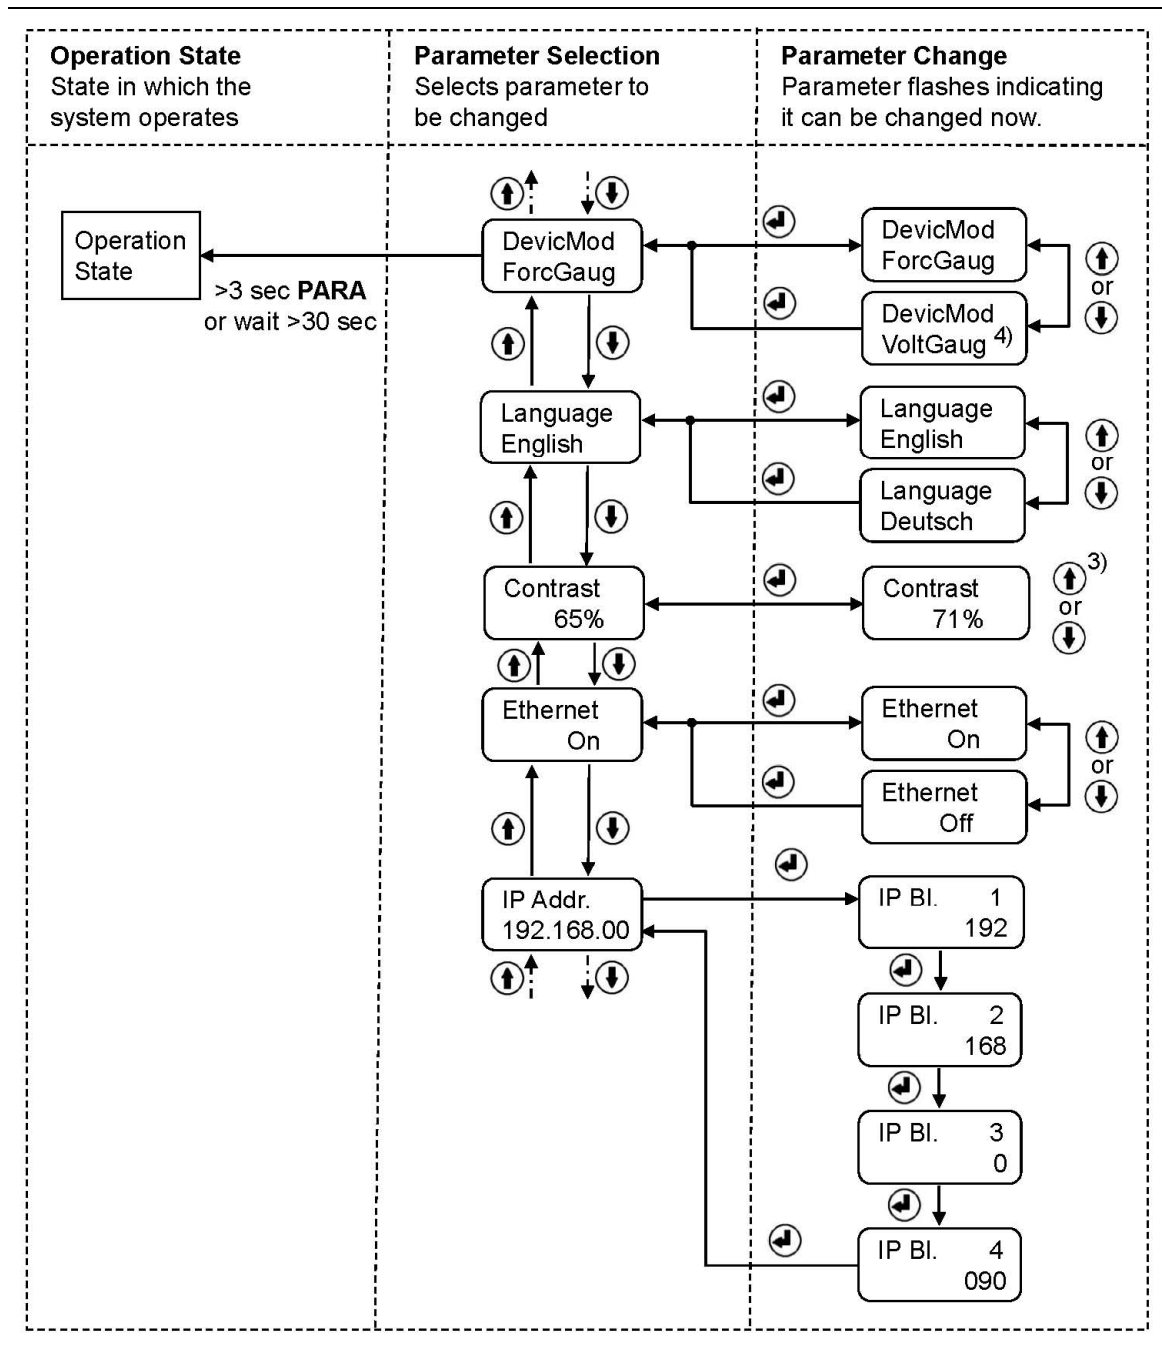 Operation State
State in which the
system operates
Parameter Selection
Selects parameter to
be changed
Parameter Change
Parameter flashes indicating
it can be changed now.
Operation
State
>3 sec PARA
or wait >30 sec
DevicMod
ForcGaug
DevicMod
ForcGaug
DevicMod
VoltGaug 4)
or
Language
English
Language
English
Language
Deutsch
or
Contrast
65%
Contrast
71%
3)
or
Ethernet
On
Ethernet
On
Ethernet
Off
or
IP Addr.
192.168.00
IP Bl. 1
192
IP Bl. 2
168
IP Bl. 3
0
IP Bl. 4
090